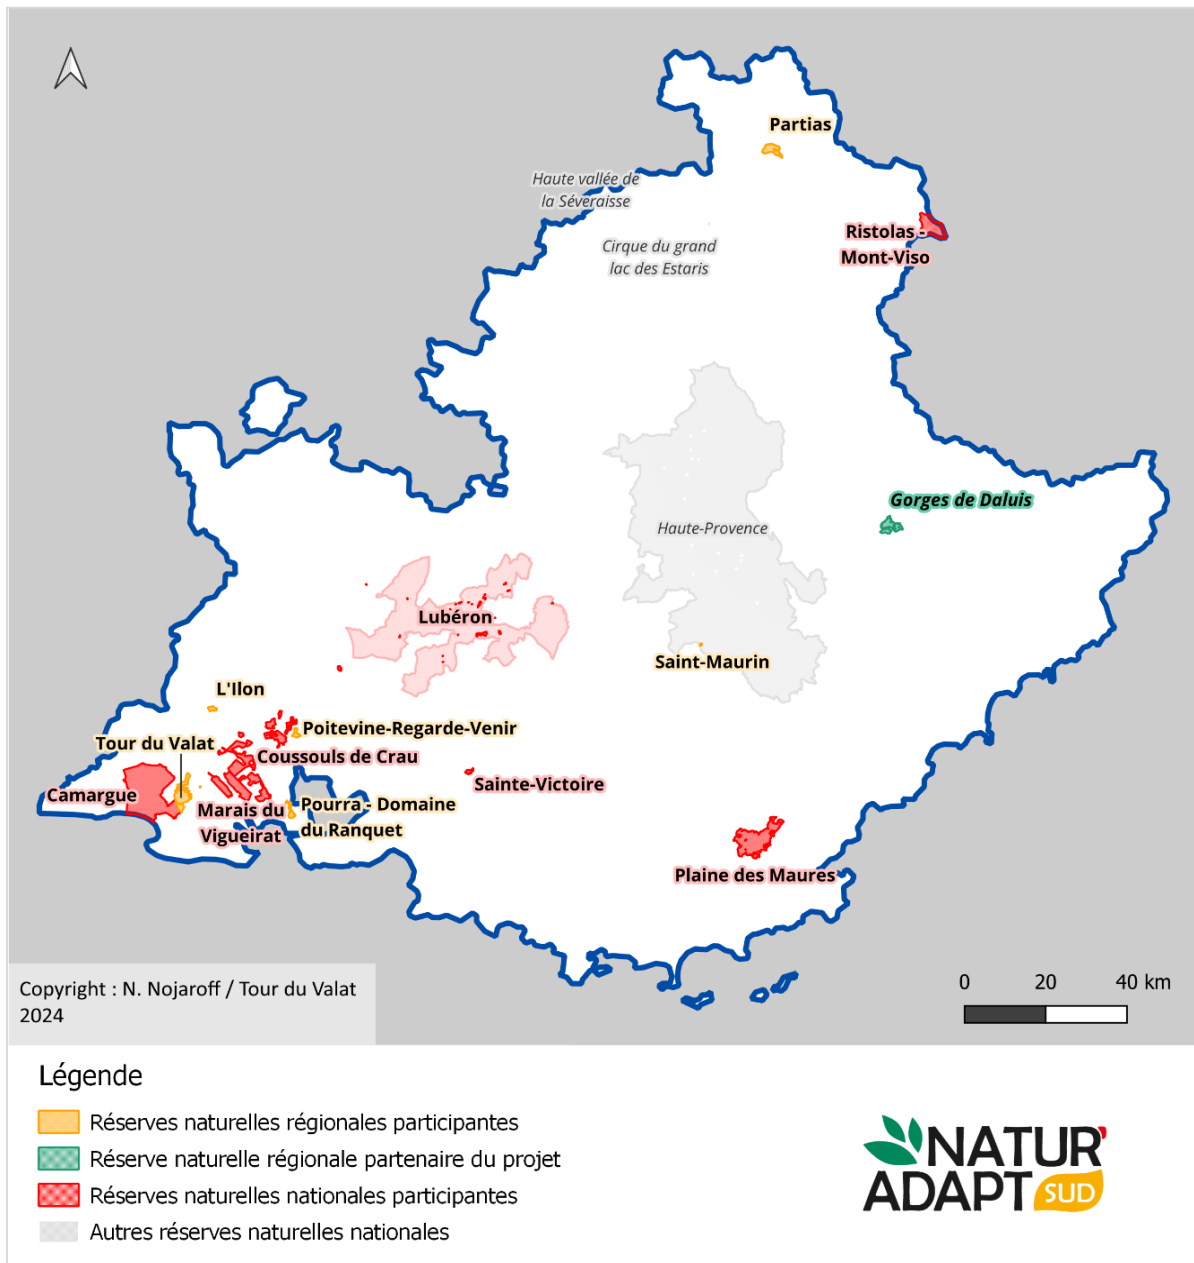 Partias
Haute vallée de
la Séveraisse
Ristolas -
Mont-Viso
Cirque du grand
lac des Estaris
Gorges de Daluis
Haute-Provence
Lubéron
Saint-Maurin
L'Ilon
Poitevine-Regarde-Venir
Tour du Valat
Coussouls de Crau
Camargue
Sainte-Victoire
Marais du
Vigueirat
Pourra - Domaine
du Ranquet
Plaine des Maures
0 20 40 km
Copyright : N. Nojaroff / Tour du Valat
2024
Légende
Réserves naturelles régionales participantes
Réserve naturelle régionale partenaire du projet
Réserves naturelles nationales participantes
Autres réserves naturelles nationales
NATUR'
ADAPT SUD